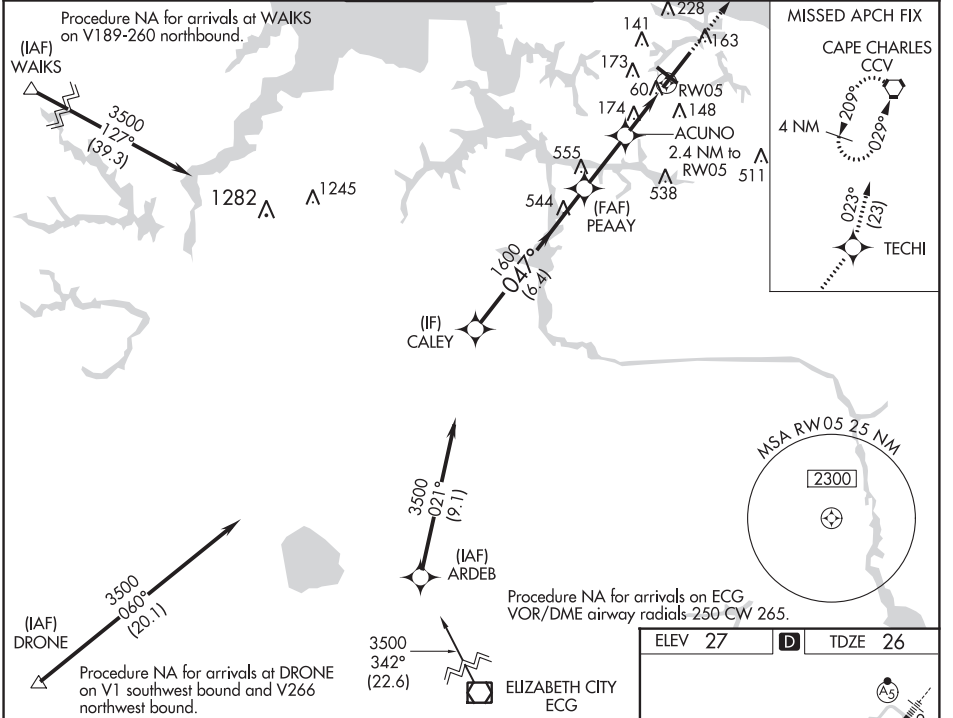 Procedure NA for arrivals at WAIKS
on V189-260 northbound.
(IAF)
WAIKS
3500
127°
(39.3)
1282
1245
228
141
163
173
60
RW05
174
148
ACUNO
2.4 NM to
RW05
555
538
511
544
(FAF)
PEAAY
1600
047°
(6.4)
(IF)
CALEY
MISSED APCH FIX
CAPE CHARLES
CCV
209°
029°
4 NM
023°
(23)
TECHI
MSA RW05 25 NM
2300
3500
021°
(9.1)
(IAF)
ARDEB
3500
060°
(20.1)
(IAF)
DRONE
Procedure NA for arrivals at DRONE
on V1 southwest bound and V266
northwest bound.
Procedure NA for arrivals on ECG
VOR/DME airway radials 250 CW 265.
3500
342°
(22.6)
ELIZABETH CITY
ECG
ELEV 27 D TDZE 26
A5